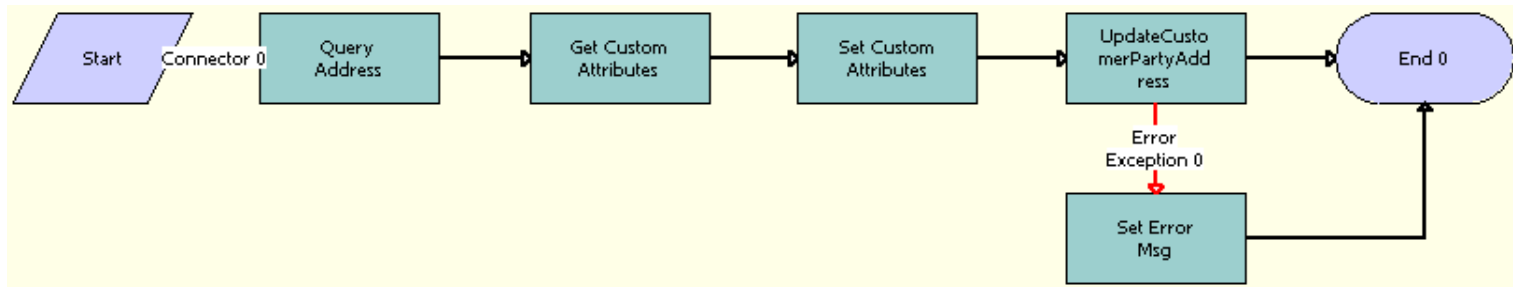 Start
Connector 0
Query
Address
Get Custom
Attributes
Set Custom
Attributes
UpdateCusto
merPartyAdd
ress
End 0
Error
Exception 0
Set Error
Msg